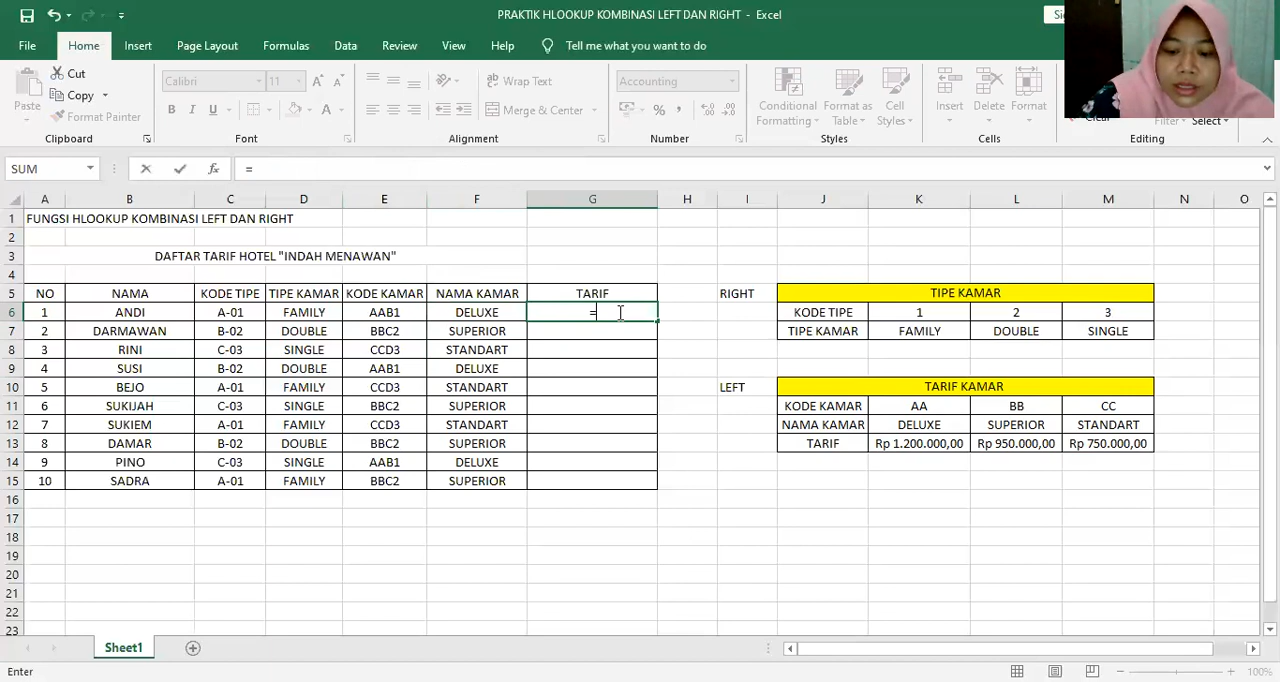 PRAKTIK HLOOKUP KOMBINASI LEFT DAN RIGHT - Excel
File Home Insert Page Layout Formulas Data Review View Help Tell me what you want to do
Cut
Copy
Format Painter
Paste
Clipboard
Calibri 11
B I U
Font
Wrap Text
Merge & Center
Alignment
Accounting
Number
Conditional Formatting
Format as Table
Cell Styles
Styles
Insert Delete Format
Cells
Clear
Filter Select
Editing
SUM fx =
A B C D E F G H I J K L M N O
1 FUNGSI HLOOKUP KOMBINASI LEFT DAN RIGHT
2
3 DAFTAR TARIF HOTEL "INDAH MENAWAN"
4
5 NO NAMA KODE TIPE TIPE KAMAR KODE KAMAR NAMA KAMAR TARIF RIGHT TIPE KAMAR
6 1 ANDI A-01 FAMILY AAB1 DELUXE = KODE TIPE 1 2 3
7 2 DARMAWAN B-02 DOUBLE BBC2 SUPERIOR TIPE KAMAR FAMILY DOUBLE SINGLE
8 3 RINI C-03 SINGLE CCD3 STANDART
9 4 SUSI B-02 DOUBLE AAB1 DELUXE
10 5 BEJO A-01 FAMILY CCD3 STANDART LEFT TARIF KAMAR
11 6 SUKIJAH C-03 SINGLE BBC2 SUPERIOR KODE KAMAR AA BB CC
12 7 SUKIEM A-01 FAMILY CCD3 STANDART NAMA KAMAR DELUXE SUPERIOR STANDART
13 8 DAMAR B-02 DOUBLE BBC2 SUPERIOR TARIF Rp 1.200.000,00 Rp 950.000,00 Rp 750.000,00
14 9 PINO C-03 SINGLE AAB1 DELUXE
15 10 SADRA A-01 FAMILY BBC2 SUPERIOR
16
17
18
19
20
21
22
23
Sheet1
Enter
100%